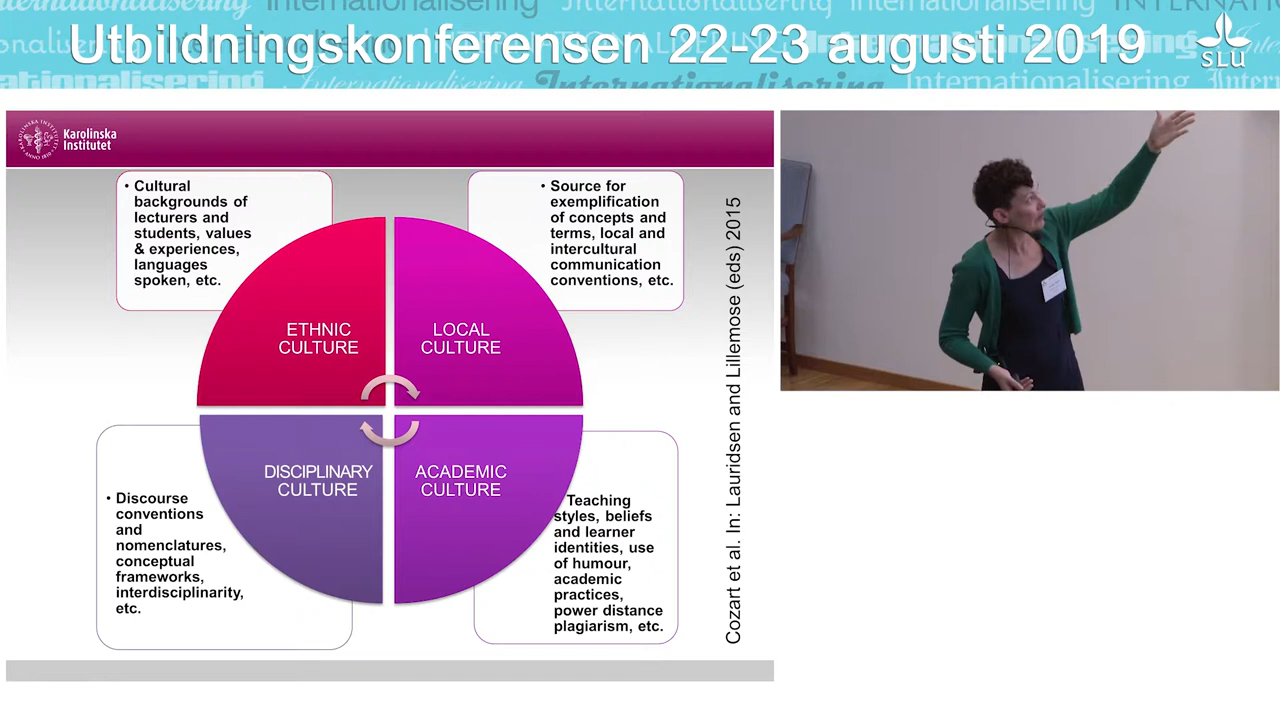 Internationalisering
Utbildningskonferensen 22-23 augusti 2019
SLU
Internationalisering
Karolinska
Institutet
• Cultural
backgrounds of
lecturers and
students, values
& experiences,
languages
spoken, etc.
• Source for
exemplification
of concepts and
terms, local and
intercultural
communication
conventions, etc.
ETHNIC
CULTURE
LOCAL
CULTURE
DISCIPLINARY
CULTURE
ACADEMIC
CULTURE
• Discourse
conventions
and
nomenclatures,
conceptual
frameworks,
interdisciplinarity,
etc.
Teaching
styles, beliefs
and learner
identities, use
of humour,
academic
practices,
power distance
plagiarism, etc.
Cozart et al. In: Lauridsen and Lillemose (eds) 2015